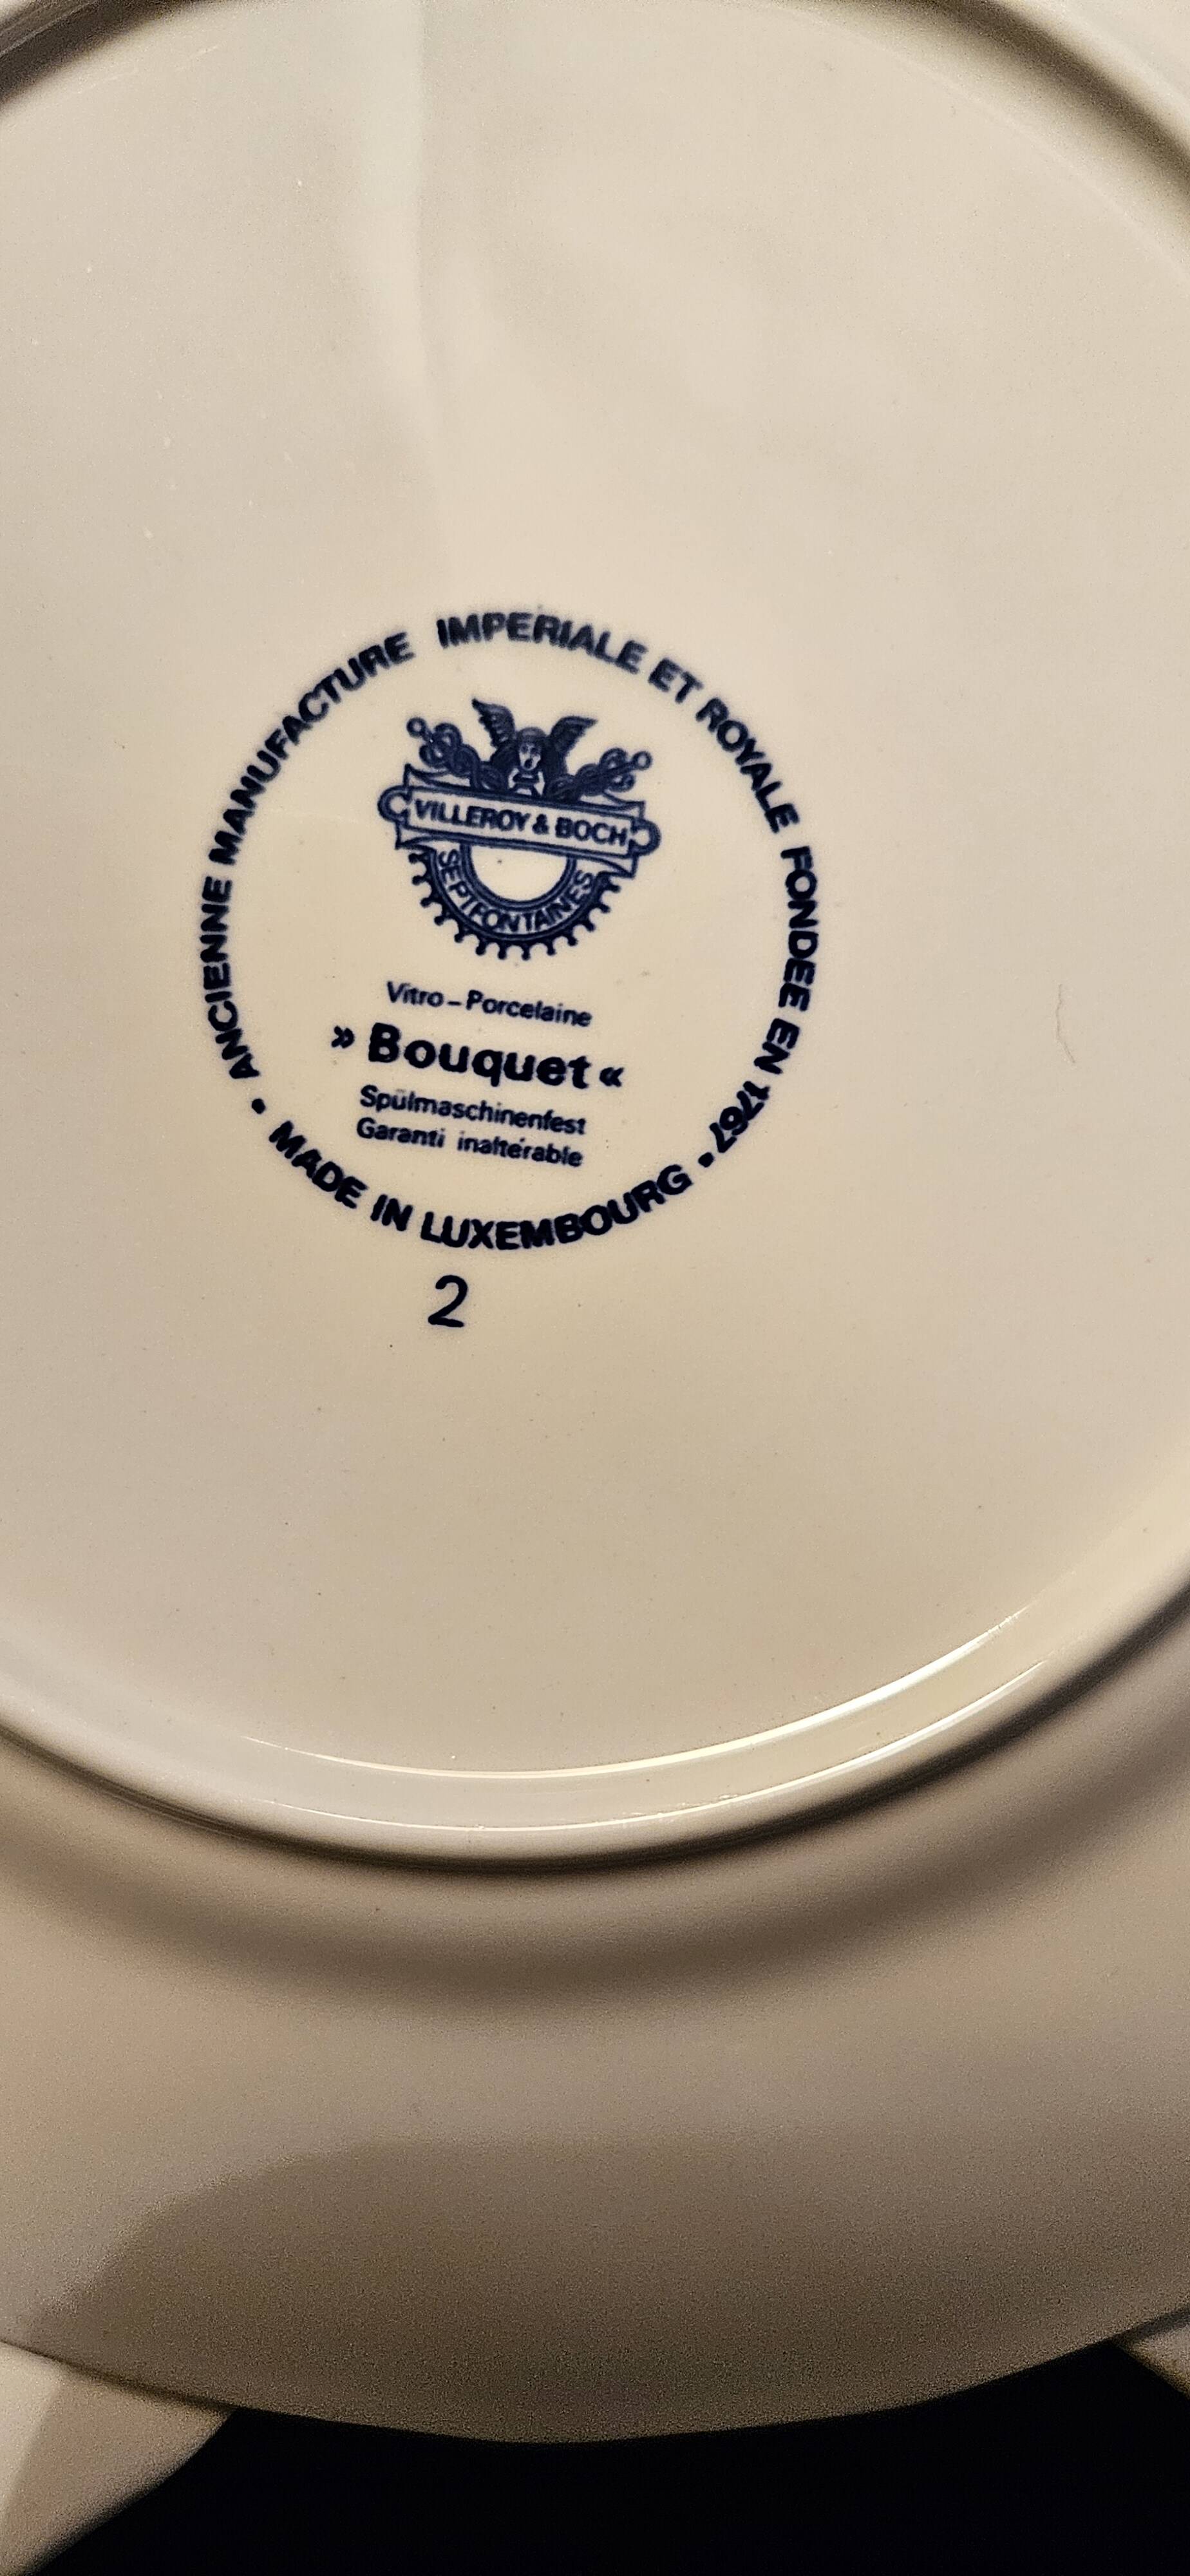 ANCIENNE MANUFACTURE IMPERIALE ET ROYALE FONDEE EN 1767 •
VILLEROY & BOCH
SEPTFONTAINES
Vitro-Porcelaine
» Bouquet «
Spülmaschinenfest
Garanti inaltérable
• MADE IN LUXEMBOURG
2